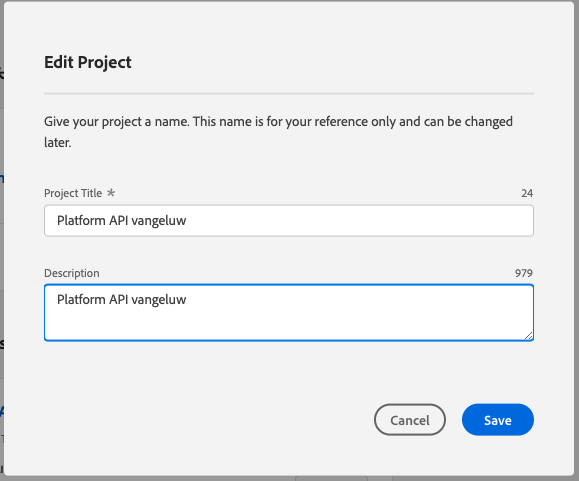 Edit Project
Give your project a name. This name is for your reference only and can be changed
later.
Project Title * 24
Platform API vangeluw
Description 979
Platform API vangeluw
Cancel Save